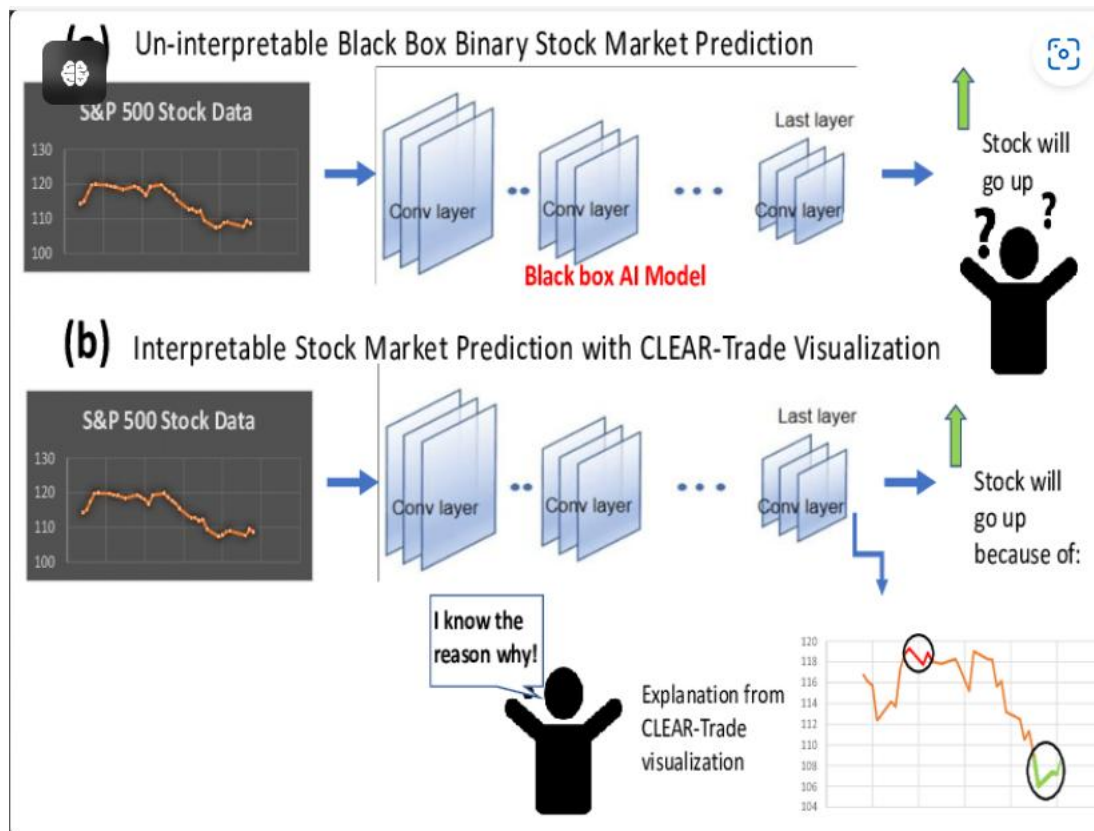 Un-interpretable Black Box Binary Stock Market Prediction
S&P 500 Stock Data
130
120
110
100
Conv layer
Conv layer
Last layer
Conv layer
Black box AI Model
Stock will
go up
?
?
(b) Interpretable Stock Market Prediction with CLEAR-Trade Visualization
S&P 500 Stock Data
130
120
110
100
Conv layer
Conv layer
Last layer
Conv layer
Stock will
go up
because of:
I know the
reason why!
Explanation from
CLEAR-Trade
visualization
120
118
116
114
112
110
108
106
104